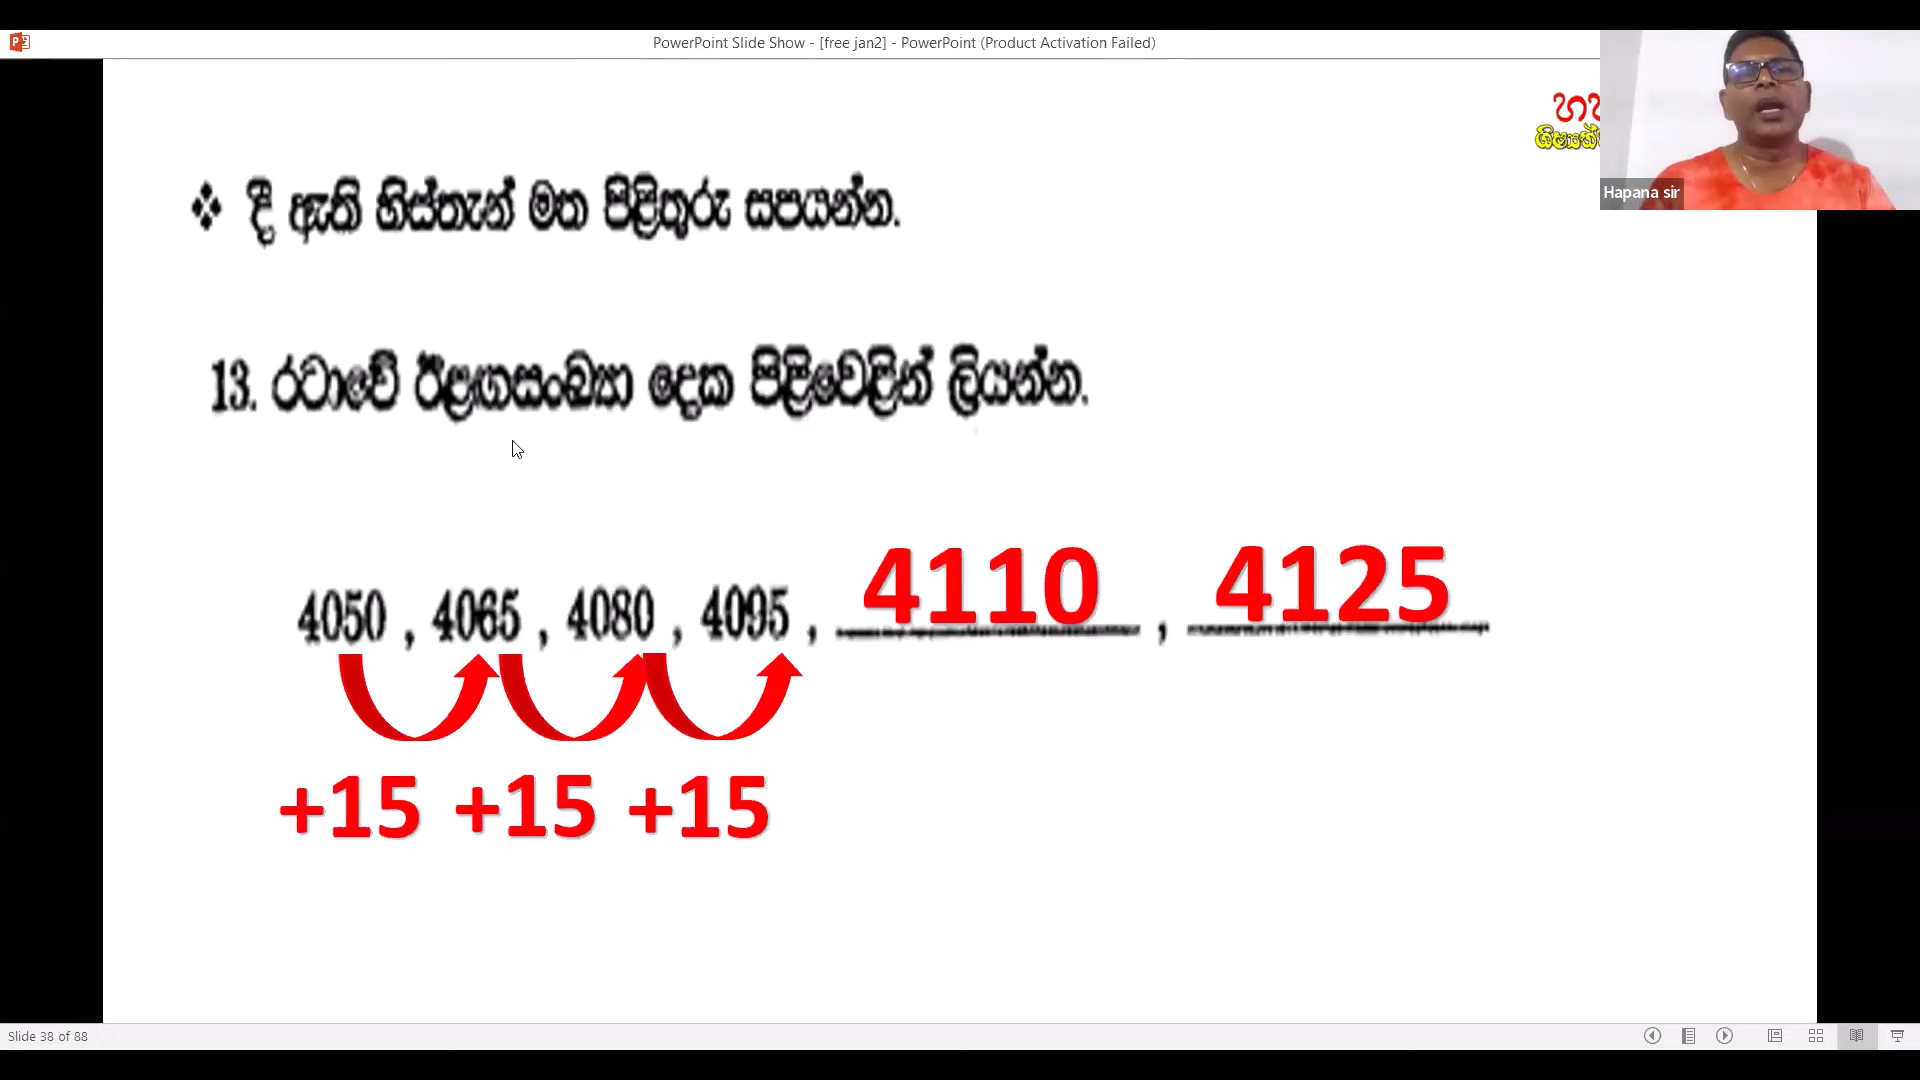 PowerPoint Slide Show - [free jan2] - PowerPoint (Product Activation Failed)
Hapana sir
❖ දී ඇති හිස්තැන් මත පිළිතුරු සපයන්න.
13. රටාවේ ඊළඟසංඛ්‍යා දෙක පිළිවෙළින් ලියන්න.
4050 , 4065 , 4080 , 4095 , 4110 , 4125
+15 +15 +15
Slide 38 of 88